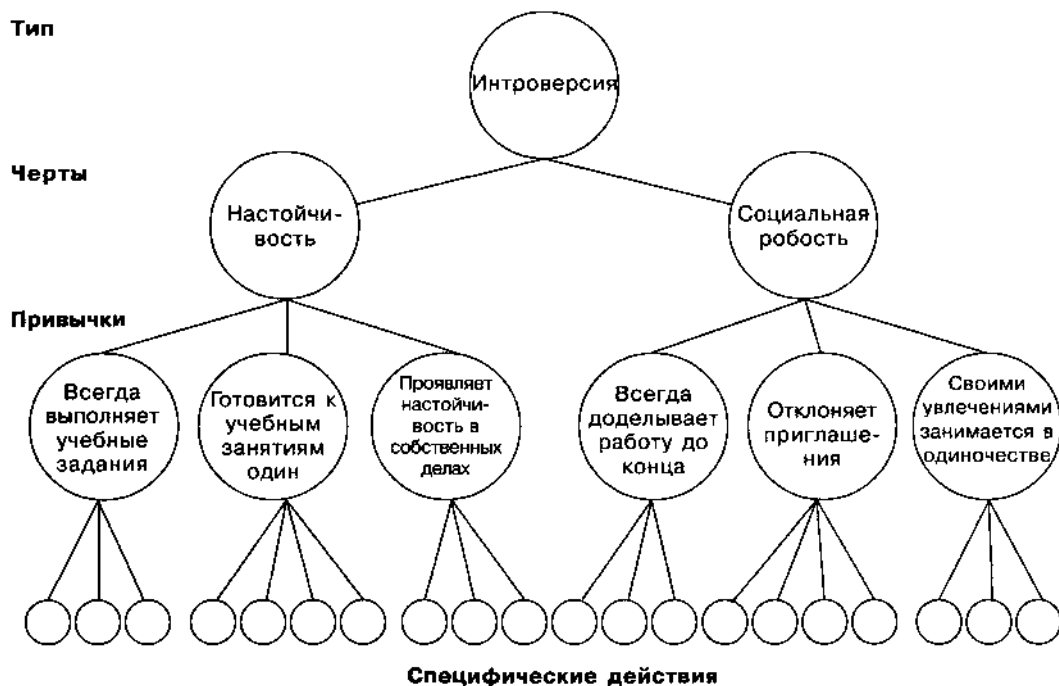 Тип
Интроверсия
Черты
Настойчи-
вость
Социальная
робость
Привычки
Всегда
выполняет
учебные
задания
Готовится к
учебным
занятиям
один
Проявляет
настойчи-
вость в
собственных
делах
Всегда
доделывает
работу до
конца
Отклоняет
приглаше-
ния
Своими
увлечениями
занимается в
одиночестве
Специфические действия